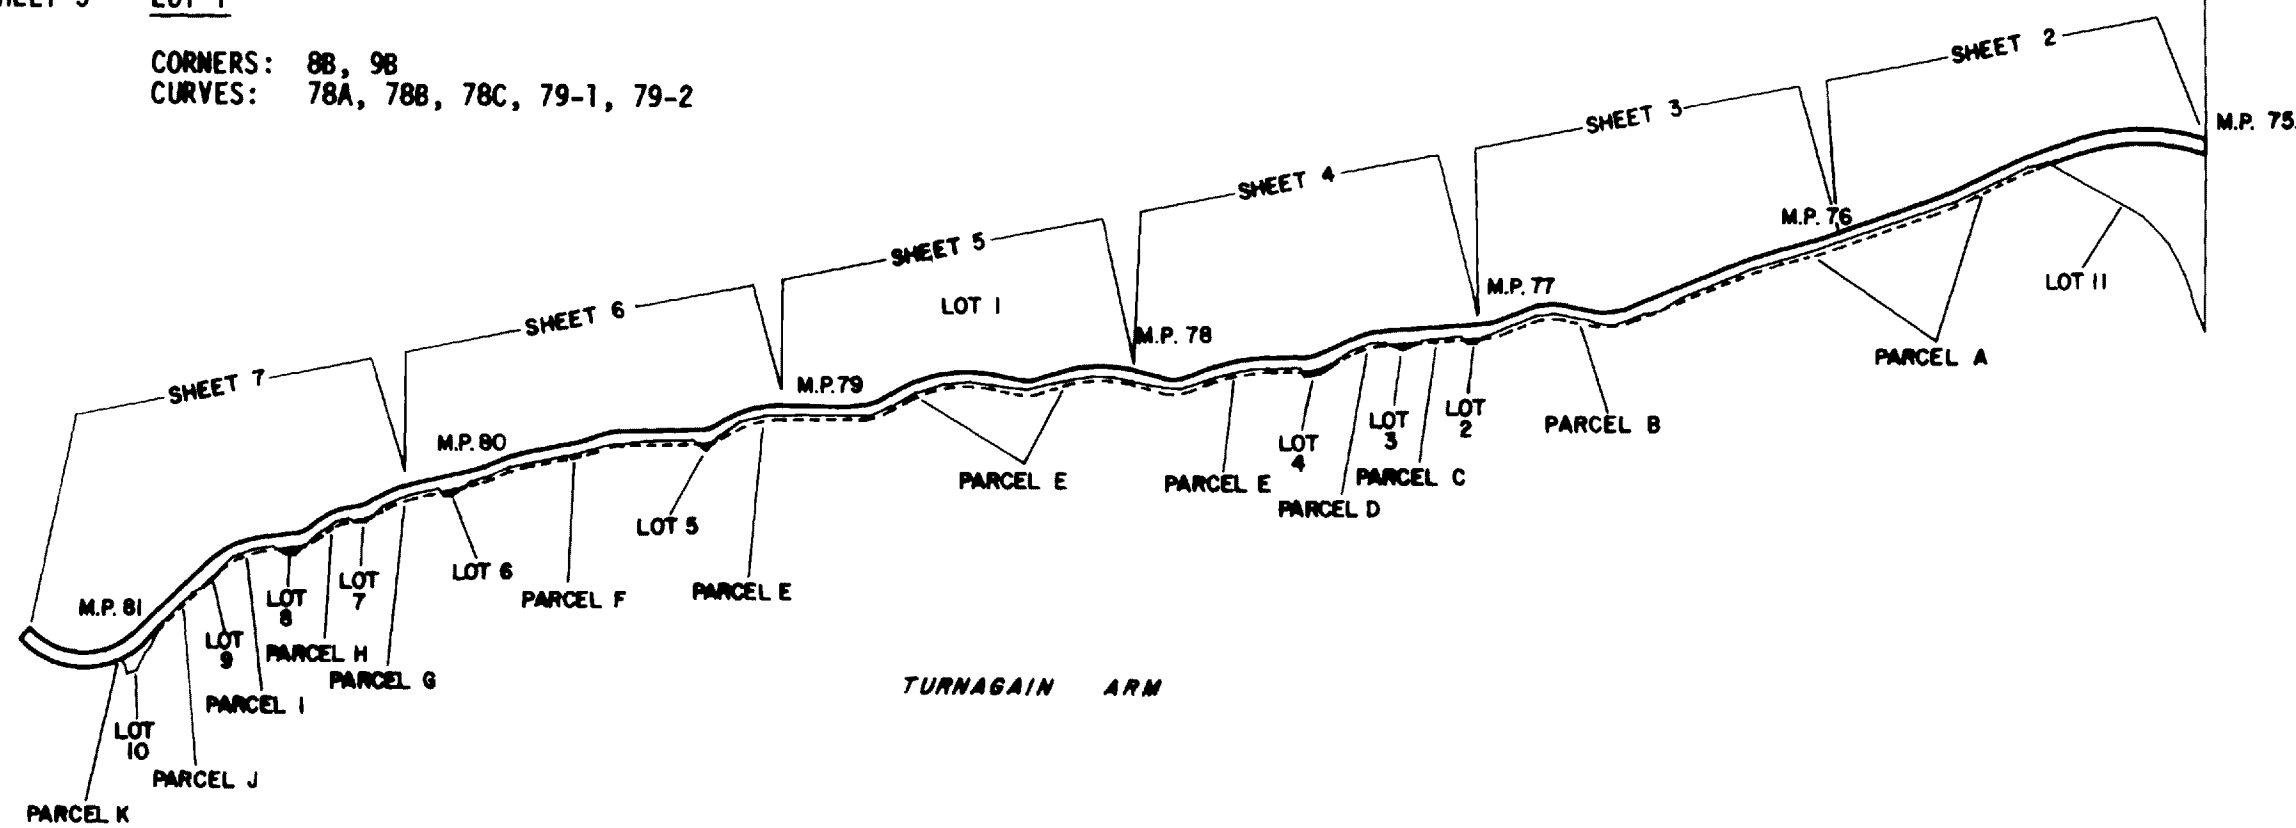 LOT 1
CORNERS: 8B, 9B
CURVES: 78A, 78B, 78C, 79-1, 79-2
SHEET 2
M.P. 75
SHEET 3
M.P. 76
SHEET 4
M.P. 77
LOT 11
SHEET 5
LOT 1
M.P. 78
PARCEL A
SHEET 6
M.P. 79
SHEET 7
M.P. 80
LOT
2
LOT
3
LOT
4
PARCEL B
PARCEL C
PARCEL D
PARCEL E
PARCEL E
LOT 5
LOT 6
PARCEL E
PARCEL F
LOT
7
LOT
8
M.P. 81
LOT
9
PARCEL H
PARCEL G
PARCEL I
TURNAGAIN ARM
LOT
10
PARCEL J
PARCEL K